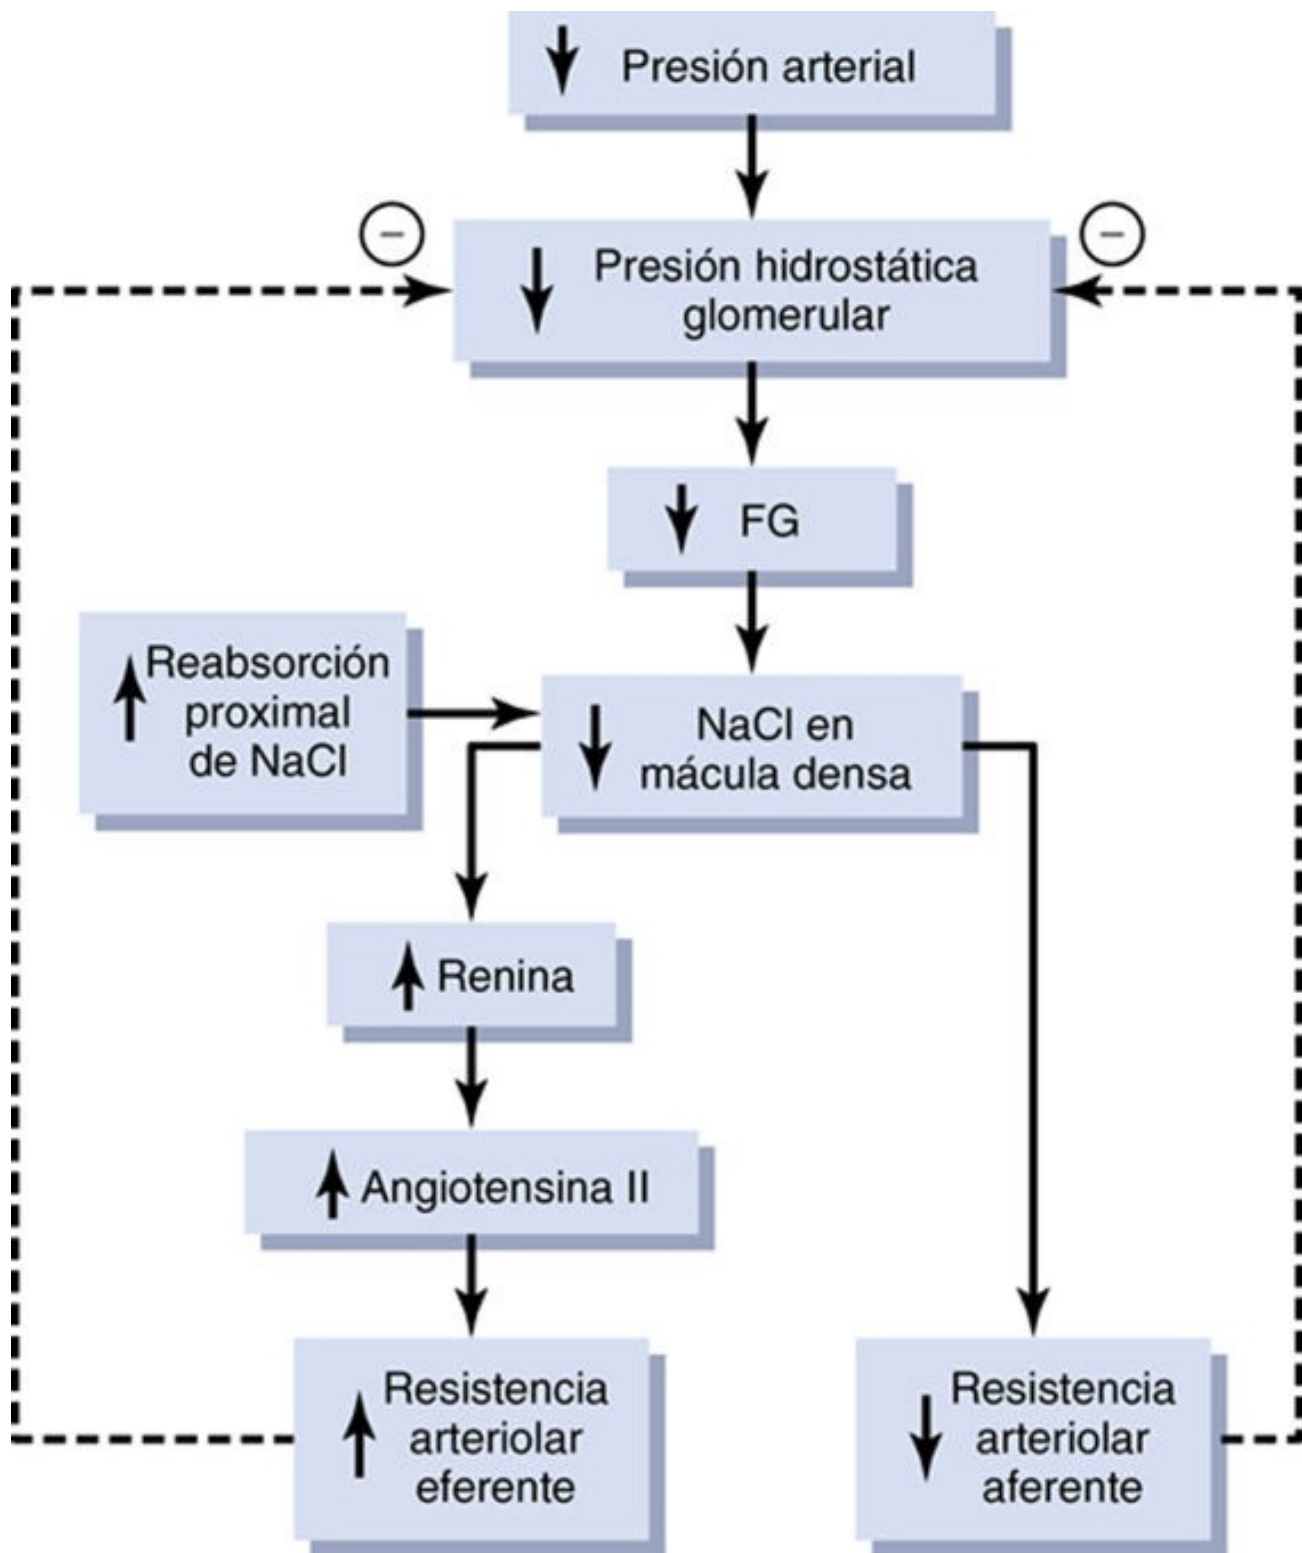 Presión arterial
−
−
Presión hidrostática
glomerular
FG
Reabsorción
proximal
de NaCl
NaCl en
mácula densa
Renina
Angiotensina II
Resistencia
arteriolar
eferente
Resistencia
arteriolar
aferente